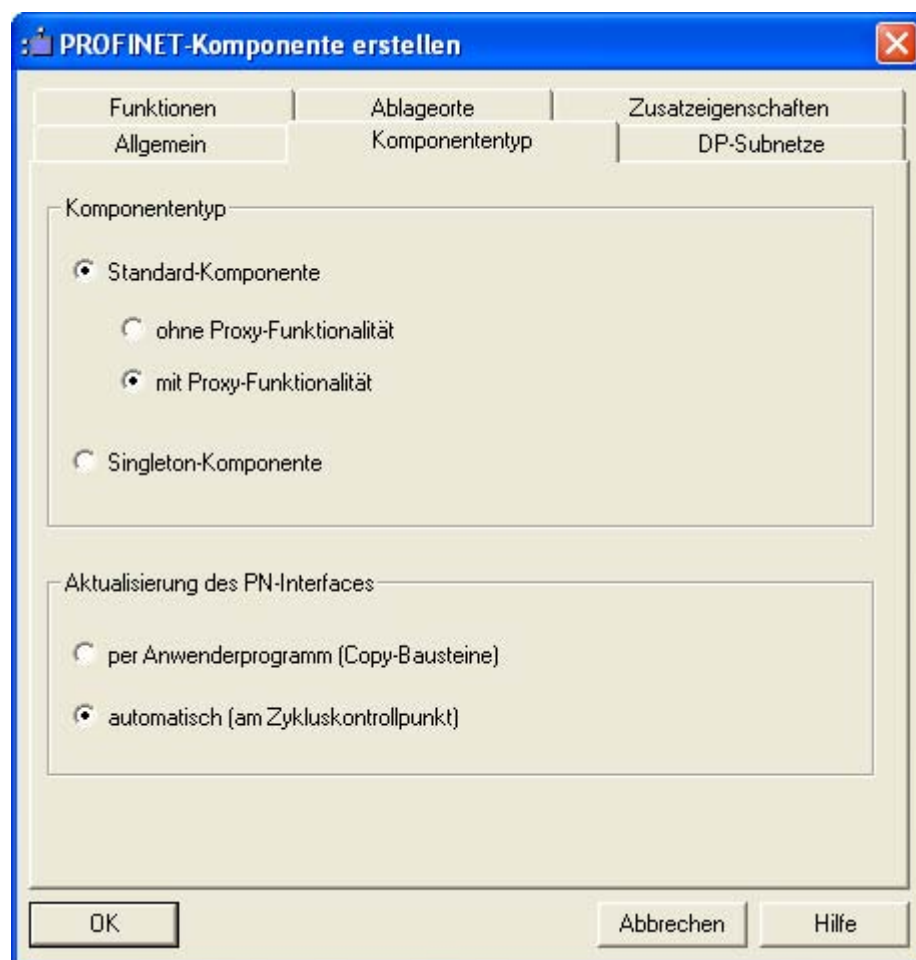 PROFINET-Komponente erstellen
Funktionen Ablageorte Zusatzeigenschaften
Allgemein Komponententyp DP-Subnetze
Komponententyp
Standard-Komponente
ohne Proxy-Funktionalität
mit Proxy-Funktionalität
Singleton-Komponente
Aktualisierung des PN-Interfaces
per Anwenderprogramm (Copy-Bausteine)
automatisch (am Zykluskontrollpunkt)
OK Abbrechen Hilfe